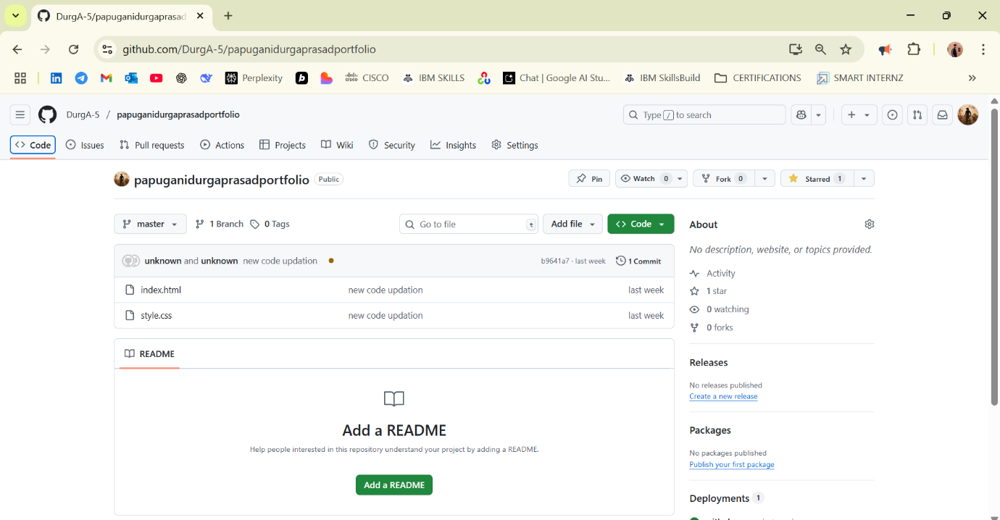 DurgA-5/papuganidurgaprasad
github.com/DurgA-5/papuganidurgaprasadportfolio
Perplexity
CISCO
IBM SKILLS
Chat | Google AI Stu...
IBM SkillsBuild
CERTIFICATIONS
SMART INTERNZ
DurgA-5 / papuganidurgaprasadportfolio
Type / to search
Code
Issues
Pull requests
Actions
Projects
Wiki
Security
Insights
Settings
papuganidurgaprasadportfolio Public
Pin
Watch 0
Fork 0
Starred 1
master
1 Branch
0 Tags
Go to file t
Add file
Code
unknown and unknown new code updation
b9641a7 · last week
1 Commit
index.html new code updation last week
style.css new code updation last week
README
Add a README
Help people interested in this repository understand your project by adding a README.
Add a README
About
No description, website, or topics provided.
Activity
1 star
0 watching
0 forks
Releases
No releases published
Create a new release
Packages
No packages published
Publish your first package
Deployments 1